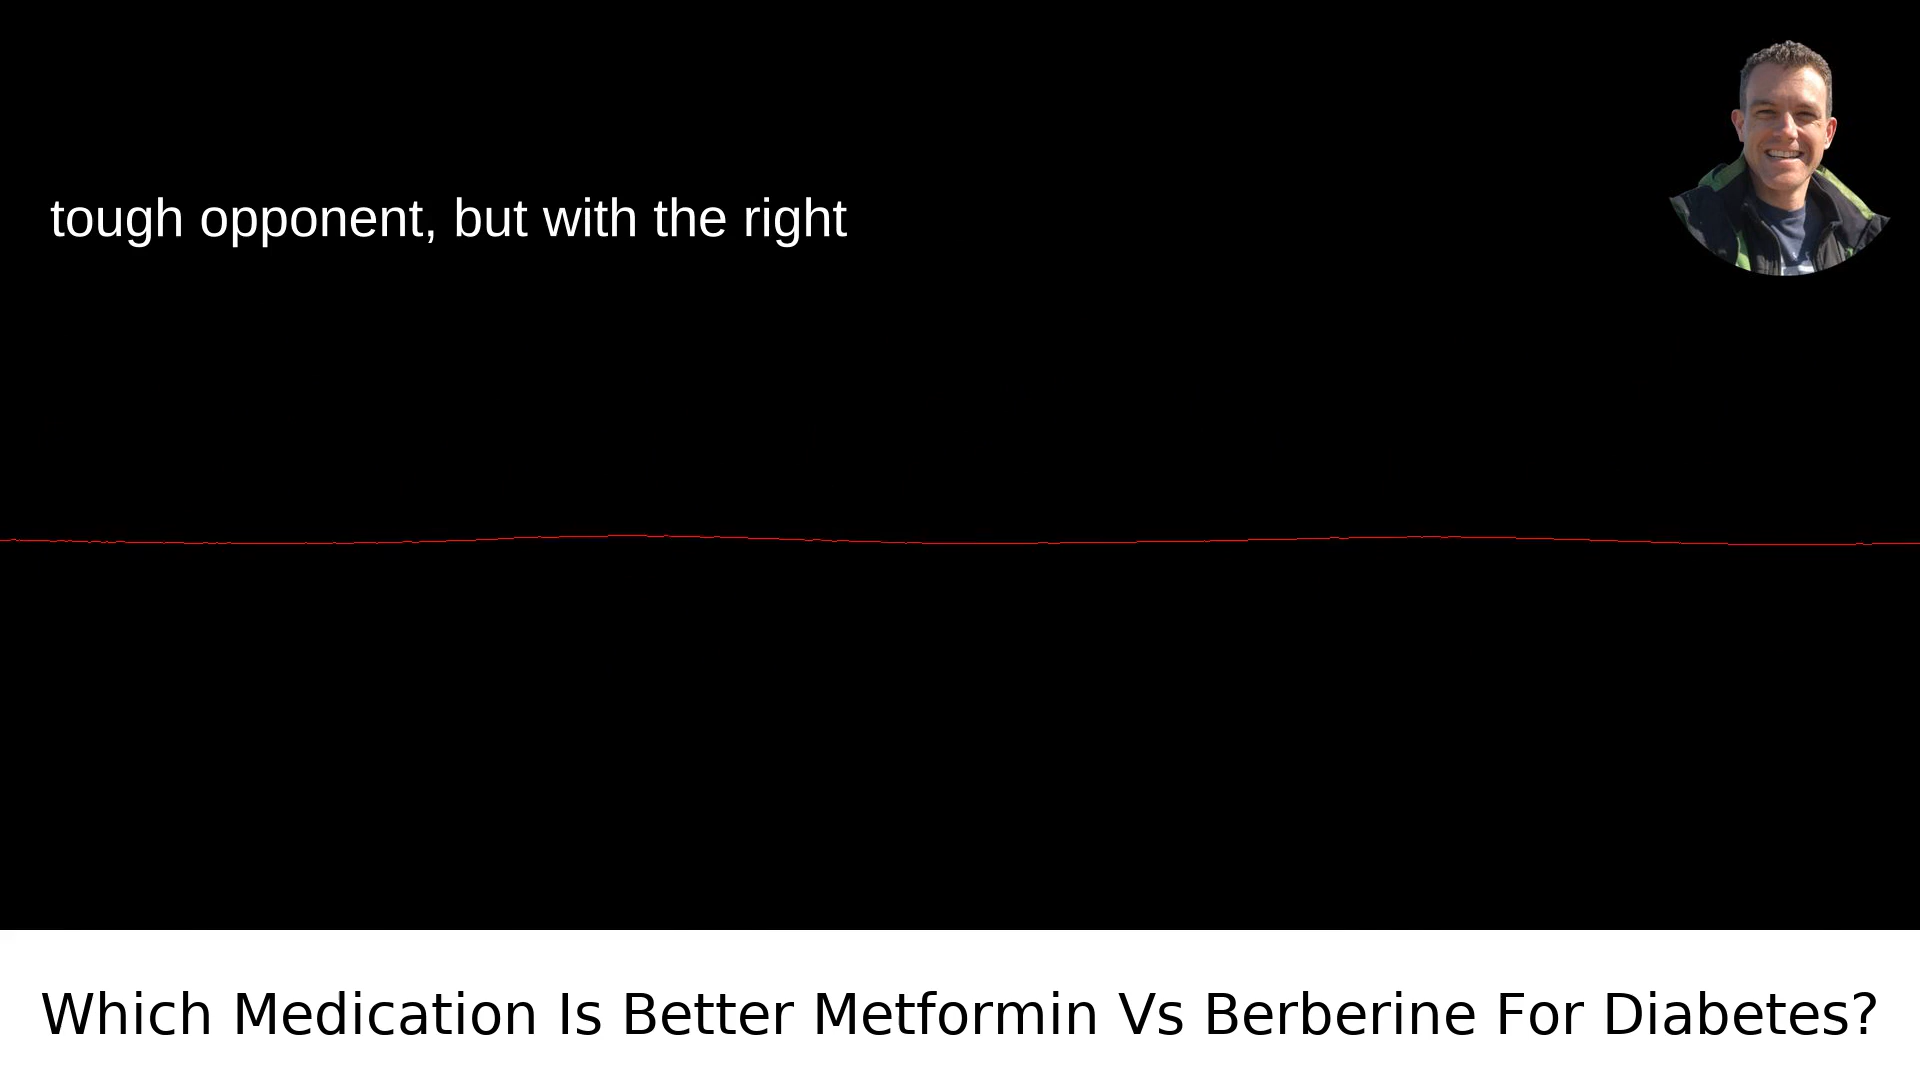 tough opponent, but with the right
Which Medication Is Better Metformin Vs Berberine For Diabetes?